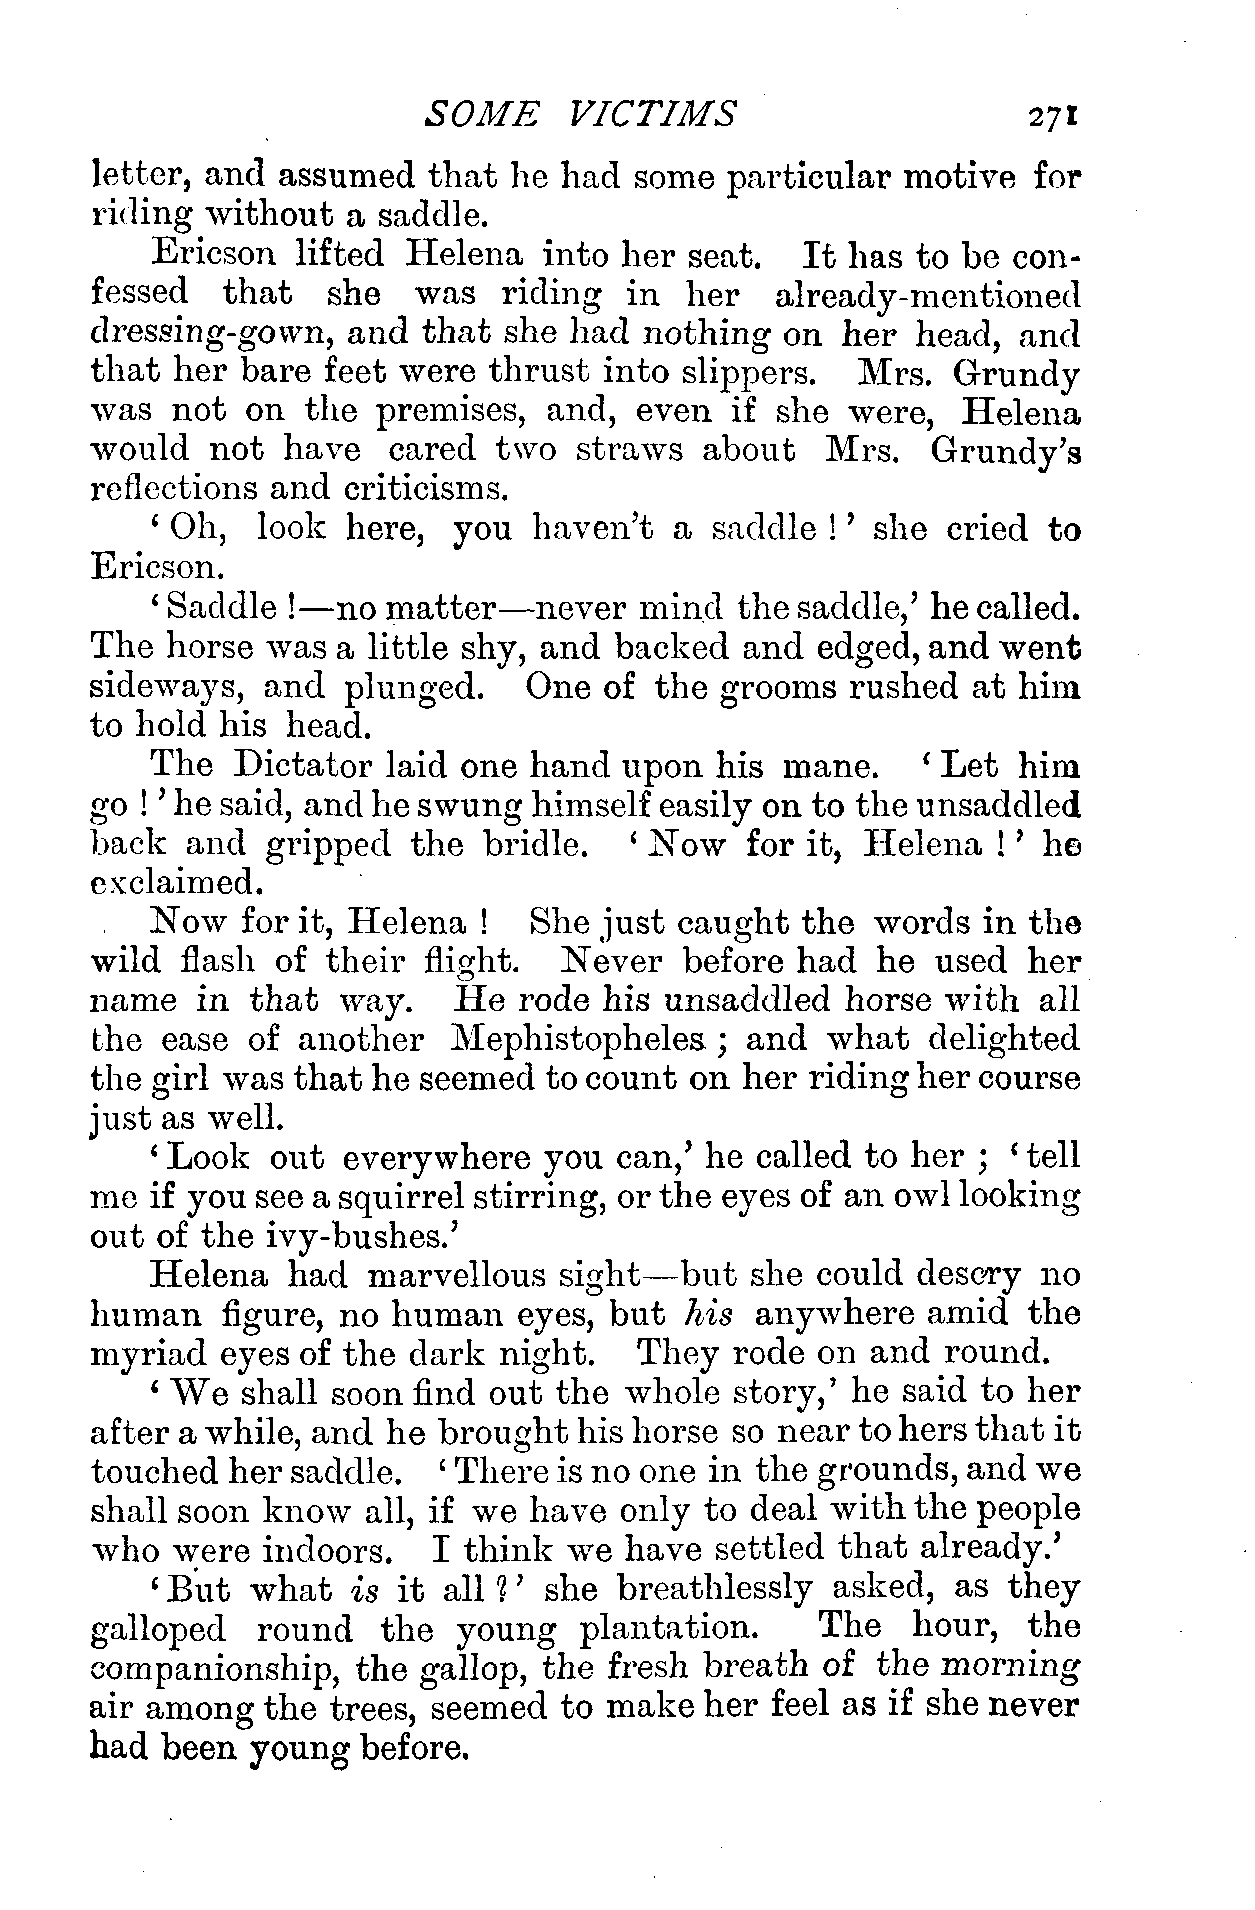 SOME VICTIMS 271
letter, and assumed that he had some particular motive for
riding without a saddle.
Ericson lifted Helena into her seat. It has to be con-
fessed that she was riding in her already-mentioned
dressing-gown, and that she had nothing on her head, and
that her bare feet were thrust into slippers. Mrs. Grundy
was not on the premises, and, even if she were, Helena
would not have cared two straws about Mrs. Grundy's
reflections and criticisms.
' Oh, look here, you haven't a saddle ! ' she cried to
Ericson.
' Saddle !—no matter—never mind the saddle,' he called.
The horse was a little shy, and backed and edged, and went
sideways, and plunged. One of the grooms rushed at him
to hold his head.
The Dictator laid one hand upon his mane. ' Let him
go ! ' he said, and he swung himself easily on to the unsaddled
back and gripped the bridle. ' Now for it, Helena ! ' he
exclaimed.
Now for it, Helena ! She just caught the words in the
wild flash of their flight. Never before had he used her
name in that way. He rode his unsaddled horse with all
the ease of another Mephistopheles ; and what delighted
the girl was that he seemed to count on her riding her course
just as well.
' Look out everywhere you can,' he called to her ; ' tell
me if you see a squirrel stirring, or the eyes of an owl looking
out of the ivy-bushes.'
Helena had marvellous sight—but she could descry no
human figure, no human eyes, but his anywhere amid the
myriad eyes of the dark night. They rode on and round.
' We shall soon find out the whole story,' he said to her
after a while, and he brought his horse so near to hers that it
touched her saddle. ' There is no one in the grounds, and we
shall soon know all, if we have only to deal with the people
who were indoors. I think we have settled that already.'
' But what is it all ? ' she breathlessly asked, as they
galloped round the young plantation. The hour, the
companionship, the gallop, the fresh breath of the morning
air among the trees, seemed to make her feel as if she never
had been young before.